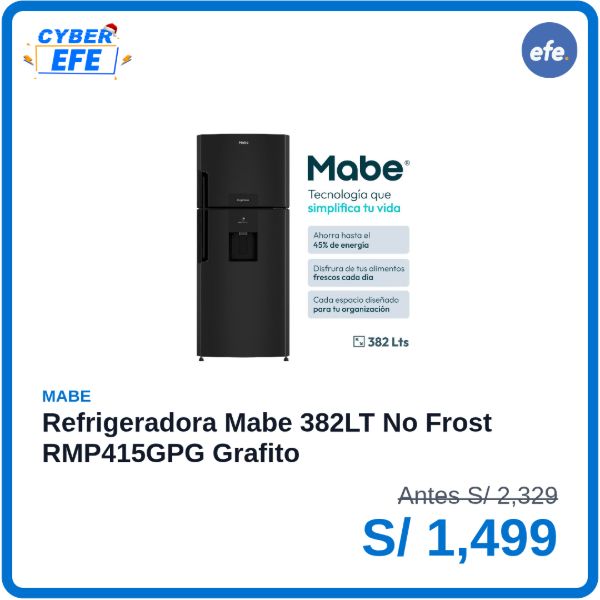 CYBER
EFE
efe.
Mabe
Mabe®
Tecnología que
simplifica tu vida
Ahorra hasta el
45% de energía
Disfrura de tus alimentos
frescos cada día
Cada espacio diseñado
para tu organización
382 Lts
MABE
Refrigeradora Mabe 382LT No Frost
RMP415GPG Grafito
Antes S/ 2,329
S/ 1,499